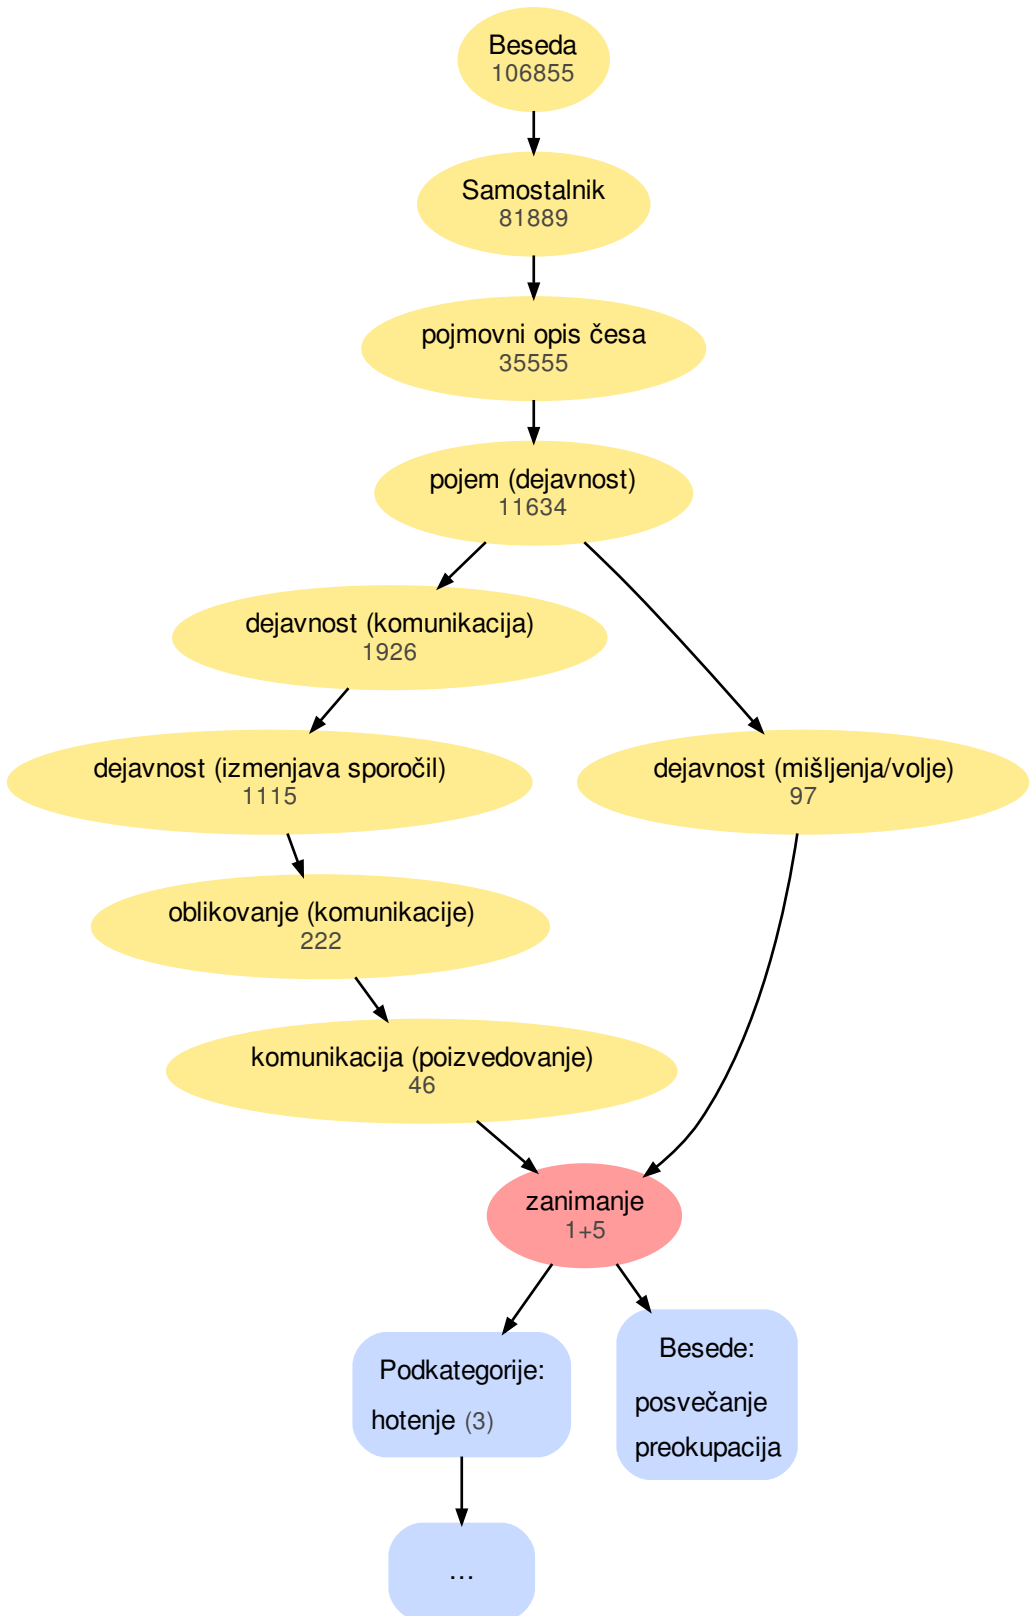 Beseda
106855
Samostalnik
81889
pojmovni opis česa
35555
pojem (dejavnost)
11634
dejavnost (komunikacija)
1926
dejavnost (izmenjava sporočil)
1115
dejavnost (mišljenja/volje)
97
oblikovanje (komunikacije)
222
komunikacija (poizvedovanje)
46
zanimanje
1+5
Podkategorije:
hotenje (3)
Besede:
posvečanje
preokupacija
...